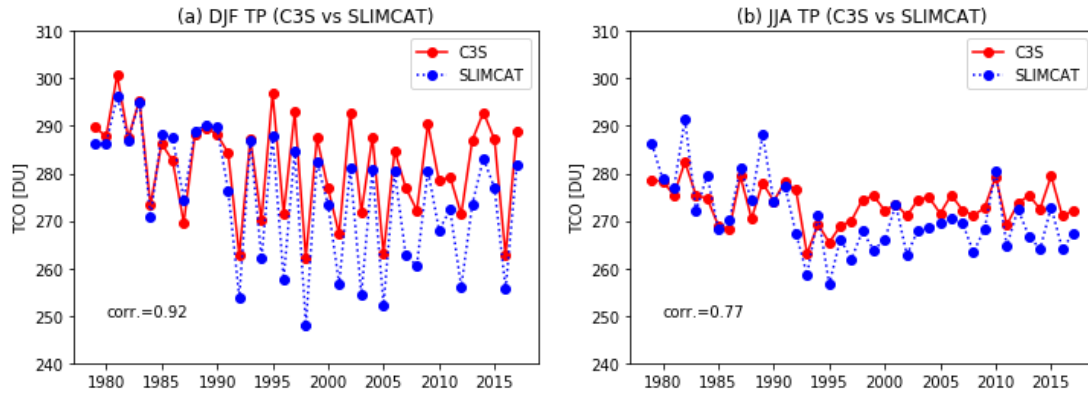 (a) DJF TP (C3S vs SLIMCAT)
TCO [DU]
310
300
290
280
270
260
250
240
C3S
SLIMCAT
corr.=0.92
1980 1985 1990 1995 2000 2005 2010 2015
(b) JJA TP (C3S vs SLIMCAT)
TCO [DU]
310
300
290
280
270
260
250
240
C3S
SLIMCAT
corr.=0.77
1980 1985 1990 1995 2000 2005 2010 2015